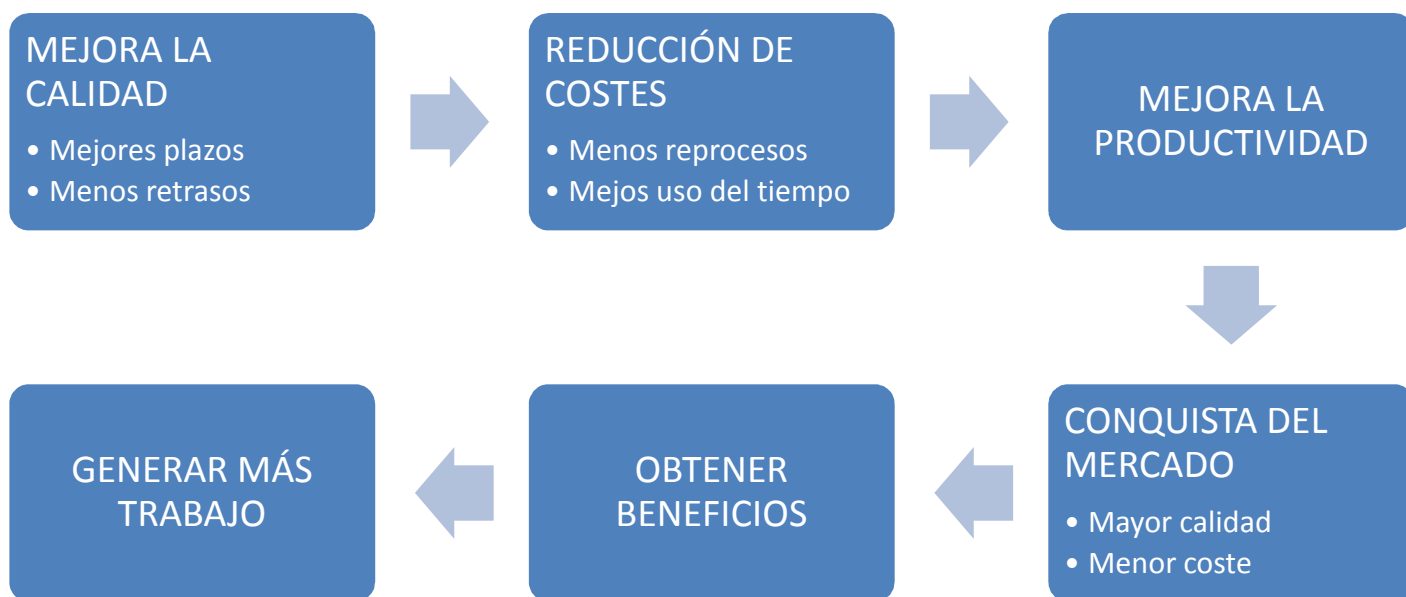 MEJORA LA
CALIDAD
• Mejores plazos
• Menos retrasos
REDUCCIÓN DE
COSTES
• Menos reprocesos
• Mejos uso del tiempo
MEJORA LA
PRODUCTIVIDAD
CONQUISTA DEL
MERCADO
• Mayor calidad
• Menor coste
OBTENER
BENEFICIOS
GENERAR MÁS
TRABAJO